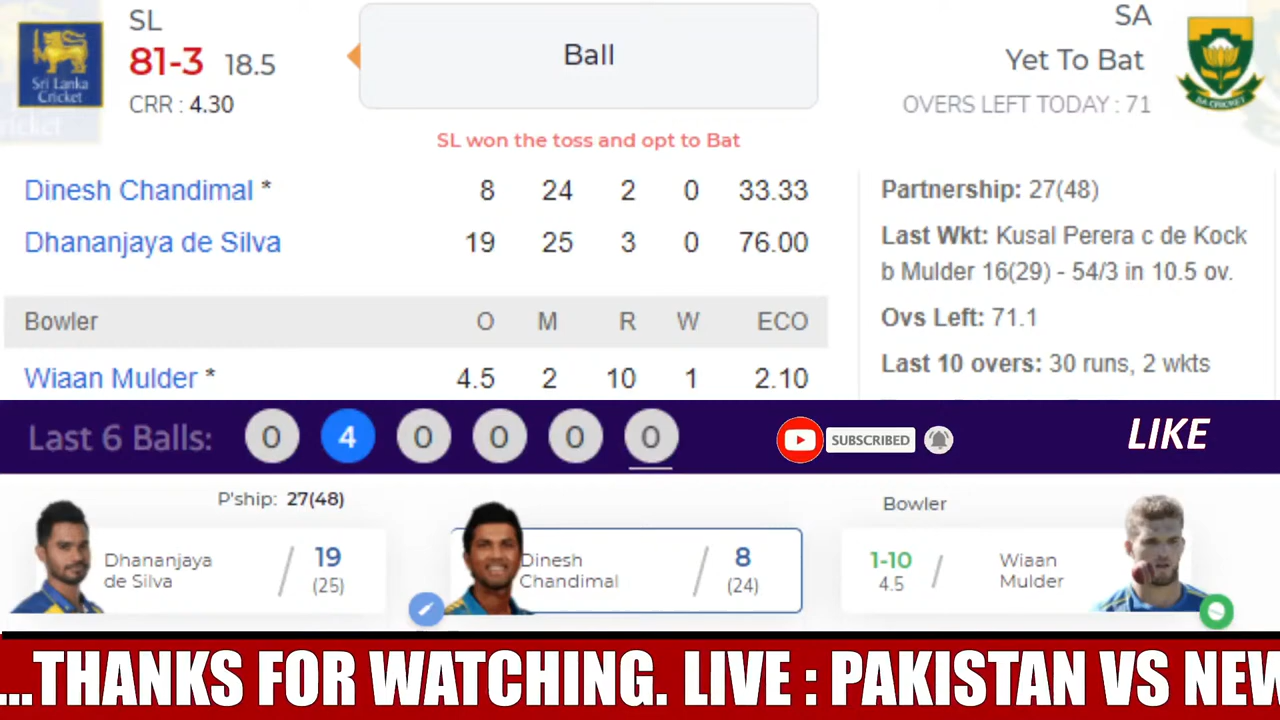 SL
81-3 18.5
CRR : 4.30
Sri Lanka
Cricket
Ball
SA
Yet To Bat
OVERS LEFT TODAY : 71
SA CRICKET
SL won the toss and opt to Bat
Dinesh Chandimal * 8 24 2 0 33.33
Dhananjaya de Silva 19 25 3 0 76.00
Bowler O M R W ECO
Wiaan Mulder * 4.5 2 10 1 2.10
Partnership: 27(48)
Last Wkt: Kusal Perera c de Kock
b Mulder 16(29) - 54/3 in 10.5 ov.
Ovs Left: 71.1
Last 10 overs: 30 runs, 2 wkts
Last 6 Balls: 0 4 0 0 0 0
SUBSCRIBED
LIKE
P'ship: 27(48)
Dhananjaya
de Silva
19
(25)
Dinesh
Chandimal
8
(24)
Bowler
1-10
4.5
Wiaan
Mulder
...THANKS FOR WATCHING. LIVE : PAKISTAN VS NEW